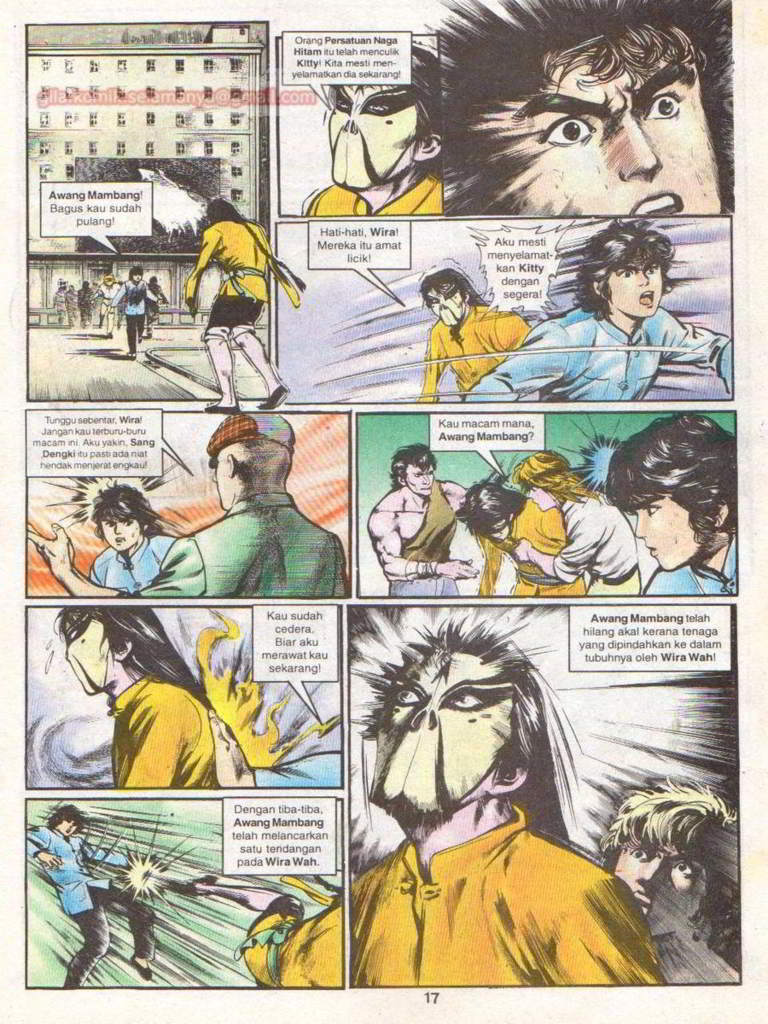 Awang Mambang!
Bagus kau sudah
pulang!
Orang Persatuan Naga
Hitam itu telah menculik
Kitty! Kita mesti men-
yelamatkan dia sekarang!
Hati-hati, Wira!
Mereka itu amat
licik!
Aku mesti
menyelamat-
kan Kitty
dengan
segera!
Tunggu sebentar, Wira!
Jangan kau terburu-buru
macam ini. Aku yakin, Sang
Dengki itu pasti ada niat
hendak menjerat engkau!
Kau macam mana,
Awang Mambang?
Kau sudah
cedera.
Biar aku
merawat kau
sekarang!
Awang Mambang telah
hilang akal kerana tenaga
yang dipindahkan ke dalam
tubuhnya oleh Wira Wah!
Dengan tiba-tiba,
Awang Mambang
telah melancarkan
satu tendangan
pada Wira Wah.
17